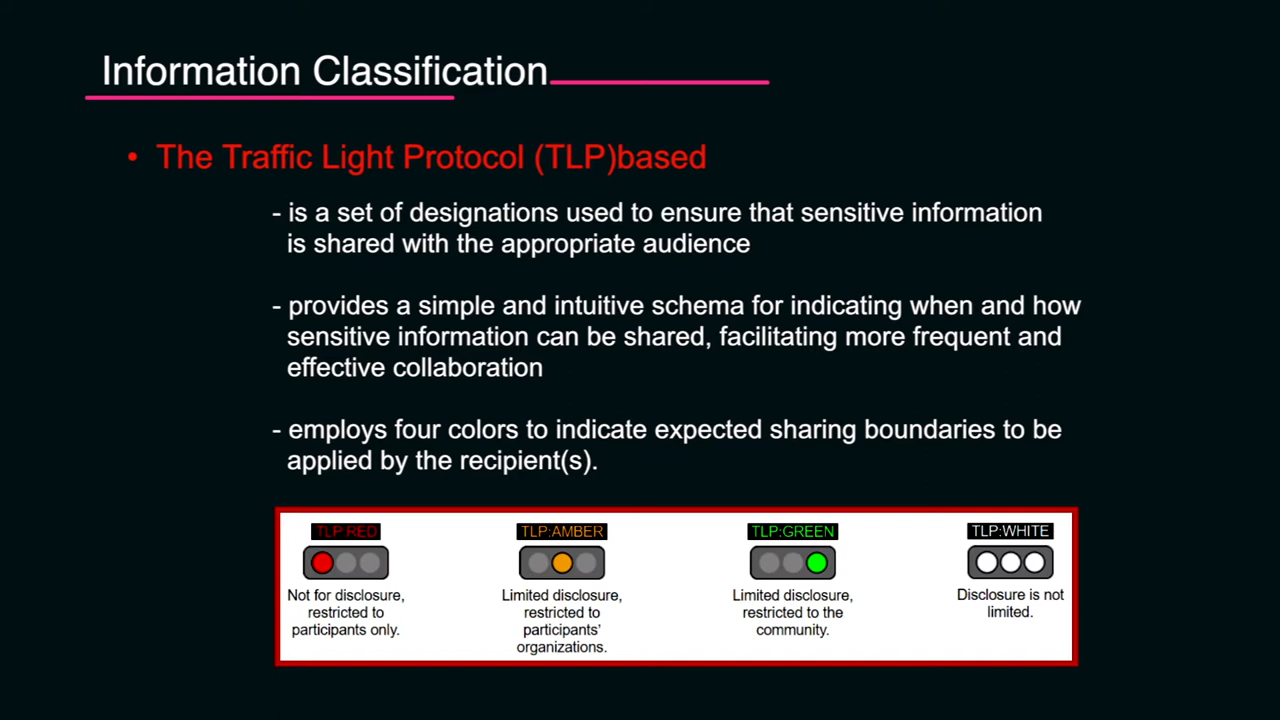 Information Classification
• The Traffic Light Protocol (TLP)based
- is a set of designations used to ensure that sensitive information
is shared with the appropriate audience
- provides a simple and intuitive schema for indicating when and how
sensitive information can be shared, facilitating more frequent and
effective collaboration
- employs four colors to indicate expected sharing boundaries to be
applied by the recipient(s).
TLP:RED
Not for disclosure,
restricted to
participants only.
TLP:AMBER
Limited disclosure,
restricted to
participants’
organizations.
TLP:GREEN
Limited disclosure,
restricted to the
community.
TLP:WHITE
Disclosure is not
limited.